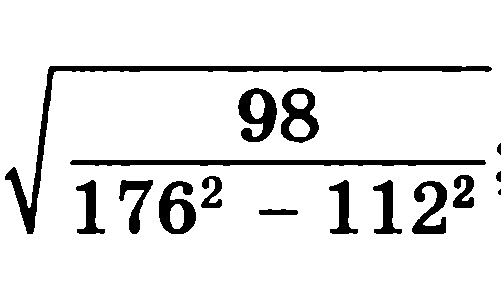 √(98 / (176² − 112²));